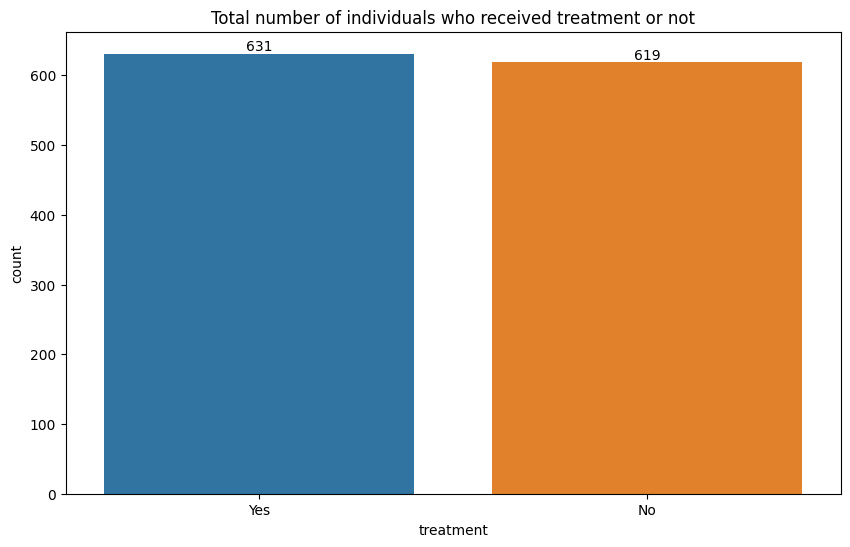 Total number of individuals who received treatment or not
631
619
600
500
400
300
200
100
0
count
Yes
No
treatment